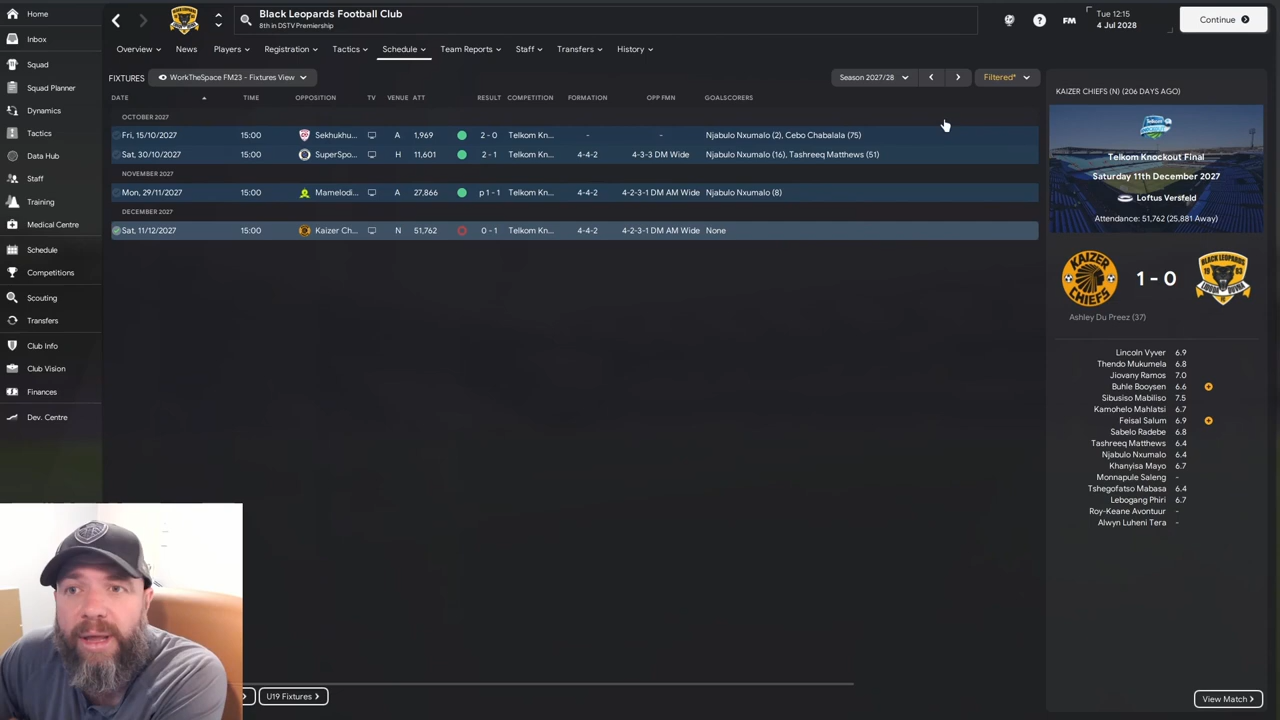 Home
Inbox
Squad
Squad Planner
Dynamics
Tactics
Data Hub
Staff
Training
Medical Centre
Schedule
Competitions
Scouting
Transfers
Club Info
Club Vision
Finances
Dev. Centre
Black Leopards Football Club
8th in DSTV Premiership
FM
Tue 12:15
4 Jul 2028
Continue
Overview
News
Players
Registration
Tactics
Schedule
Team Reports
Staff
Transfers
History
FIXTURES
WorkTheSpace FM23 - Fixtures View
Season 2027/28
Filtered*
DATE TIME OPPOSITION TV VENUE ATT RESULT COMPETITION FORMATION OPP FMN GOALSCORERS
OCTOBER 2027
Fri, 15/10/2027 15:00 Sekhukhu... A 1,969 2 - 0 Telkom Kn... - - Njabulo Nxumalo (2), Cebo Chabalala (75)
Sat, 30/10/2027 15:00 SuperSpo... H 11,601 2 - 1 Telkom Kn... 4-4-2 4-3-3 DM Wide Njabulo Nxumalo (16), Tashreeq Matthews (51)
NOVEMBER 2027
Mon, 29/11/2027 15:00 Mamelodi... A 27,866 p 1 - 1 Telkom Kn... 4-4-2 4-2-3-1 DM AM Wide Njabulo Nxumalo (8)
DECEMBER 2027
Sat, 11/12/2027 15:00 Kaizer Ch... N 51,762 0 - 1 Telkom Kn... 4-4-2 4-2-3-1 DM AM Wide None
U19 Fixtures
KAIZER CHIEFS (N) (206 DAYS AGO)
Telkom Knockout Final
Saturday 11th December 2027
Loftus Versfeld
Attendance: 51,762 (25,881 Away)
KAIZER
CHIEFS
1 - 0
BLACK LEOPARDS
Ashley Du Preez (37)
Lincoln Vyver 6.9
Thendo Mukumela 6.8
Jiovany Ramos 7.0
Buhle Booysen 6.6
Sibusiso Mabiliso 7.5
Kamohelo Mahlatsi 6.7
Feisal Salum 6.9
Sabelo Radebe 6.8
Tashreeq Matthews 6.4
Njabulo Nxumalo 6.4
Khanyisa Mayo 6.7
Monnapule Saleng -
Tshegofatso Mabasa 6.4
Lebogang Phiri 6.7
Roy-Keane Avontuur -
Alwyn Luheni Tera -
View Match